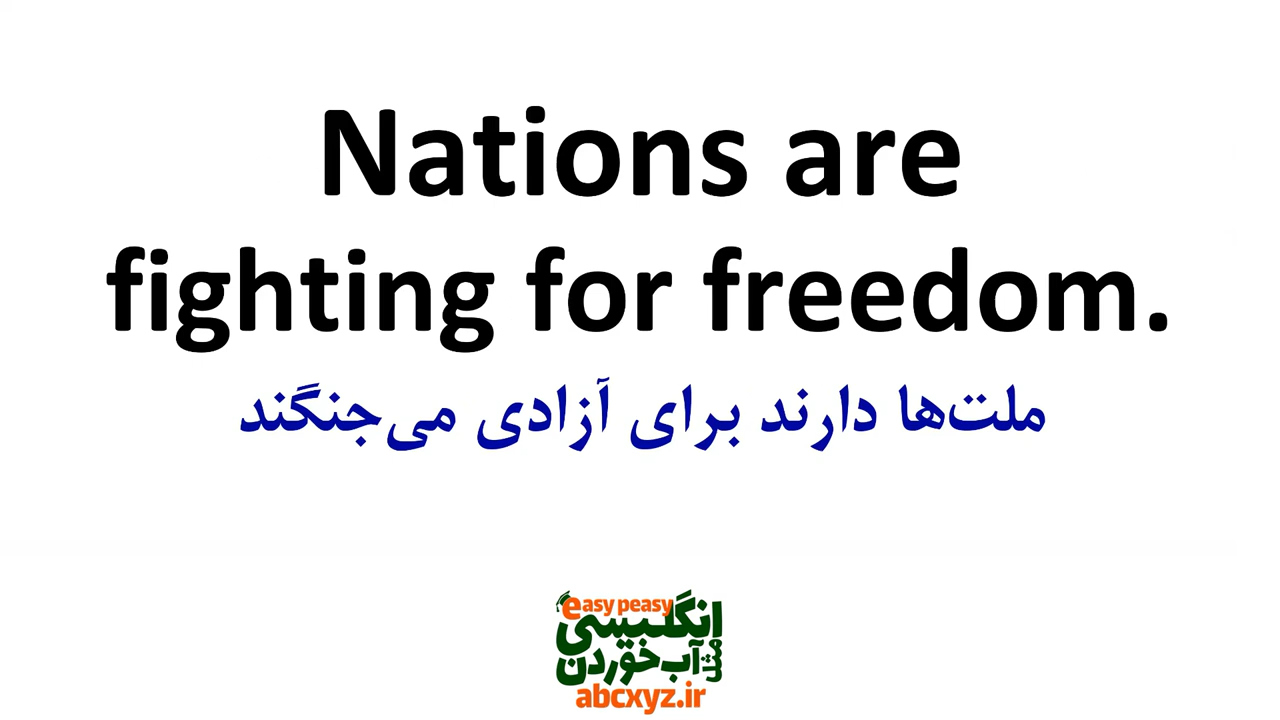 Nations are
fighting for freedom.
ملت‌ها دارند برای آزادی می‌جنگند
easy peasy
انگلیسی
مثل آب خوردن
abcxyz.ir